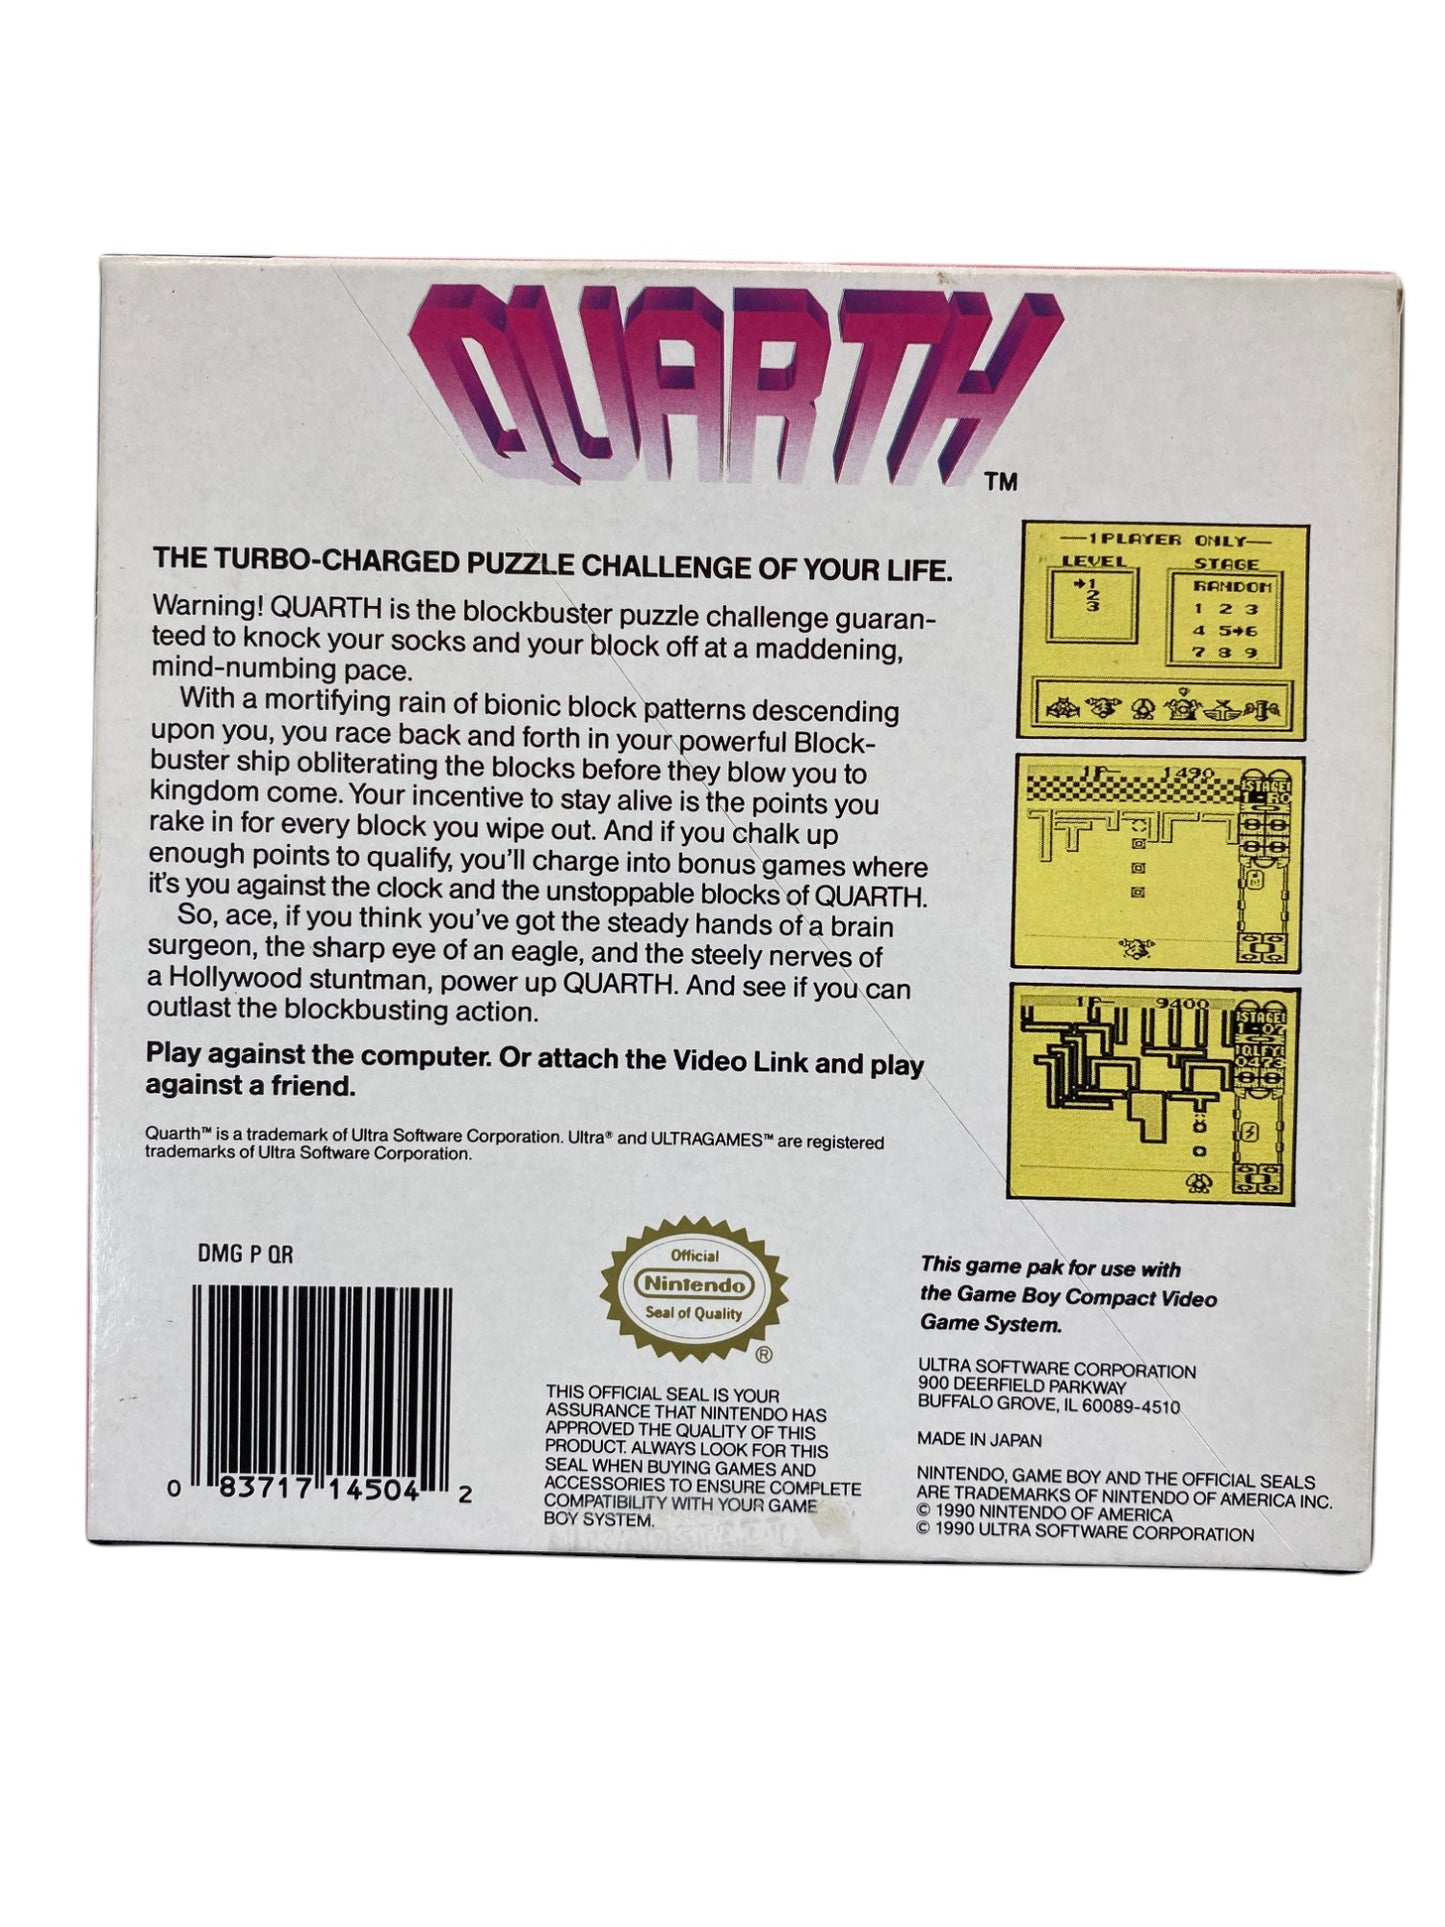 QUARTH
TM
THE TURBO-CHARGED PUZZLE CHALLENGE OF YOUR LIFE.
Warning! QUARTH is the blockbuster puzzle challenge guaran-
teed to knock your socks and your block off at a maddening,
mind-numbing pace.
With a mortifying rain of bionic block patterns descending
upon you, you race back and forth in your powerful Block-
buster ship obliterating the blocks before they blow you to
kingdom come. Your incentive to stay alive is the points you
rake in for every block you wipe out. And if you chalk up
enough points to qualify, you'll charge into bonus games where
it's you against the clock and the unstoppable blocks of QUARTH.
So, ace, if you think you've got the steady hands of a brain
surgeon, the sharp eye of an eagle, and the steely nerves of
a Hollywood stuntman, power up QUARTH. And see if you can
outlast the blockbusting action.
Play against the computer. Or attach the Video Link and play
against a friend.
Quarth™ is a trademark of Ultra Software Corporation. Ultra® and ULTRAGAMES™ are registered
trademarks of Ultra Software Corporation.
1 PLAYER ONLY
LEVEL STAGE
→1 RANDOM
2 1 2 3
3 4 5→6
7 8 9
1P- 1490
STAGE
1P- 9400
STAGE
1-07
QLFY
0473
DMG P QR
0 83717 14504 2
Official
Nintendo
Seal of Quality
®
THIS OFFICIAL SEAL IS YOUR
ASSURANCE THAT NINTENDO HAS
APPROVED THE QUALITY OF THIS
PRODUCT. ALWAYS LOOK FOR THIS
SEAL WHEN BUYING GAMES AND
ACCESSORIES TO ENSURE COMPLETE
COMPATIBILITY WITH YOUR GAME
BOY SYSTEM.
This game pak for use with
the Game Boy Compact Video
Game System.
ULTRA SOFTWARE CORPORATION
900 DEERFIELD PARKWAY
BUFFALO GROVE, IL 60089-4510
MADE IN JAPAN
NINTENDO, GAME BOY AND THE OFFICIAL SEALS
ARE TRADEMARKS OF NINTENDO OF AMERICA INC.
© 1990 NINTENDO OF AMERICA
© 1990 ULTRA SOFTWARE CORPORATION